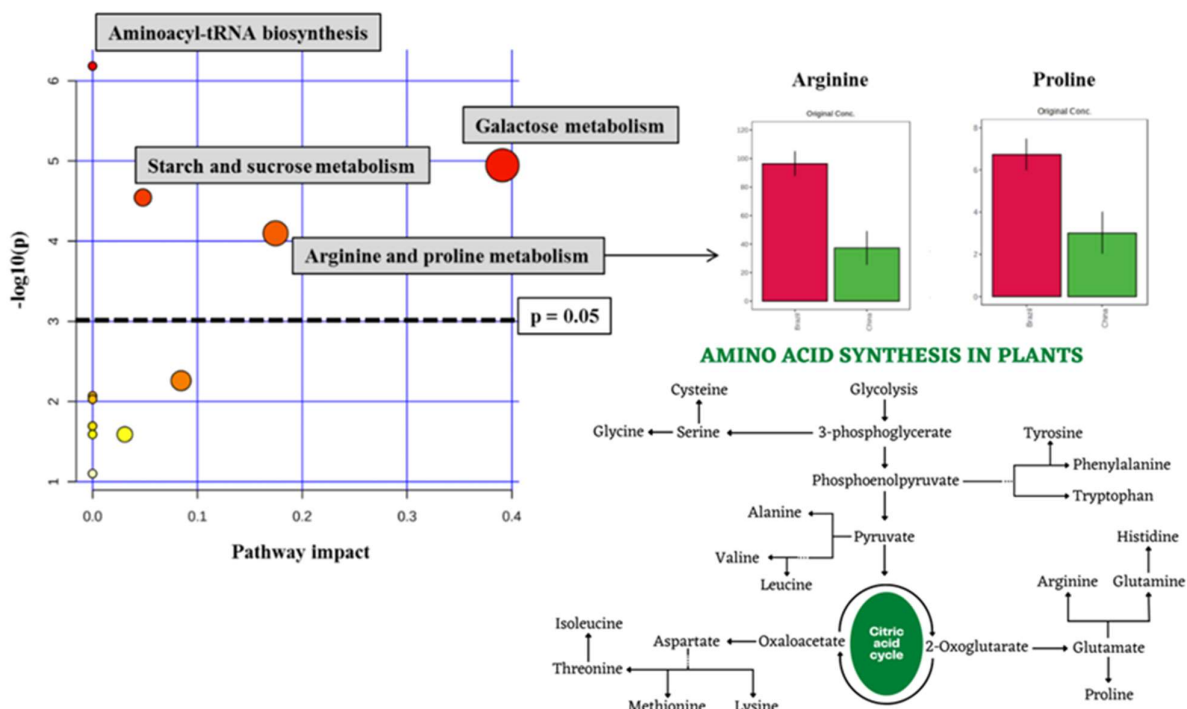 Aminoacyl-tRNA biosynthesis
Galactose metabolism
Starch and sucrose metabolism
Arginine and proline metabolism
p = 0.05
-log10(p)
6
5
4
3
2
1
0.0
0.1
0.2
0.3
0.4
Pathway impact
Arginine
Original Conc.
120
100
80
60
40
20
0
Brazil
China
Proline
Original Conc.
8
6
4
2
0
Brazil
China
AMINO ACID SYNTHESIS IN PLANTS
Cysteine
Glycolysis
Glycine
Serine
3-phosphoglycerate
Tyrosine
Phenylalanine
Phosphoenolpyruvate
Tryptophan
Alanine
Pyruvate
Histidine
Valine
Leucine
Arginine
Glutamine
Isoleucine
Aspartate
Oxaloacetate
Citric
acid
cycle
2-Oxoglutarate
Glutamate
Threonine
Proline
Methionine
Lysine